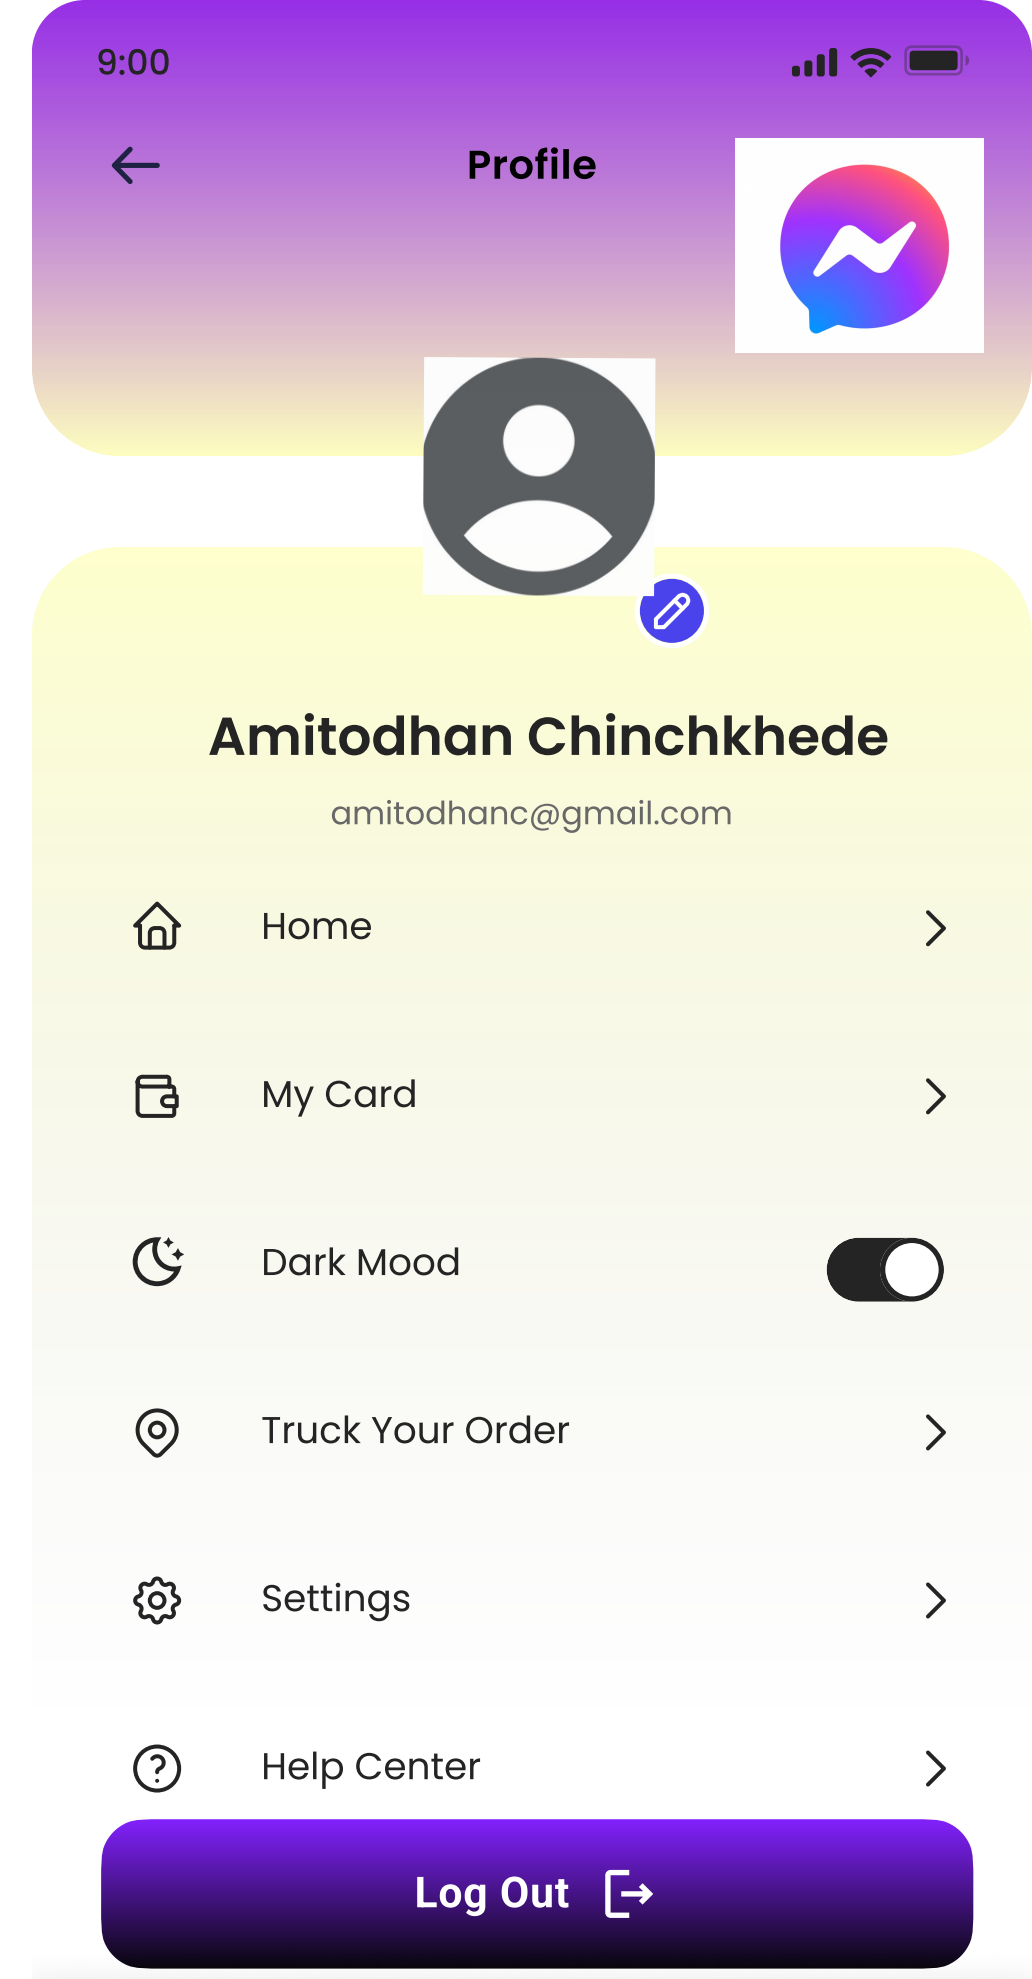 9:00
Profile
Amitodhan Chinchkhede
amitodhanc@gmail.com
Home
My Card
Dark Mood
Truck Your Order
Settings
Help Center
Log Out